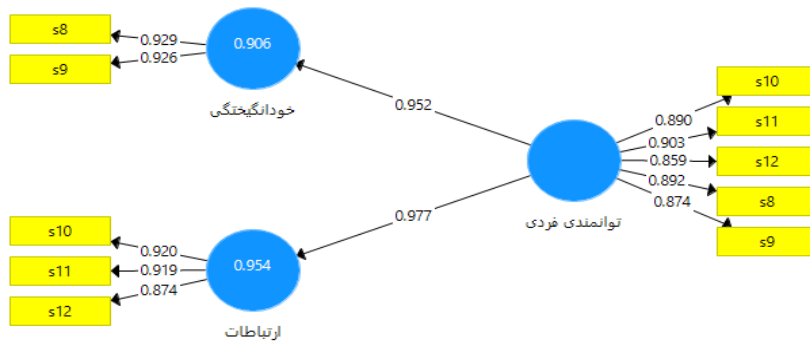 s8
0.929
s9
0.926
0.906
خودانگیختگی
0.952
s10
0.890
s11
0.903
s12
0.859
s8
0.892
s9
0.874
توانمندی فردی
0.977
s10
0.920
s11
0.919
s12
0.874
0.954
ارتباطات